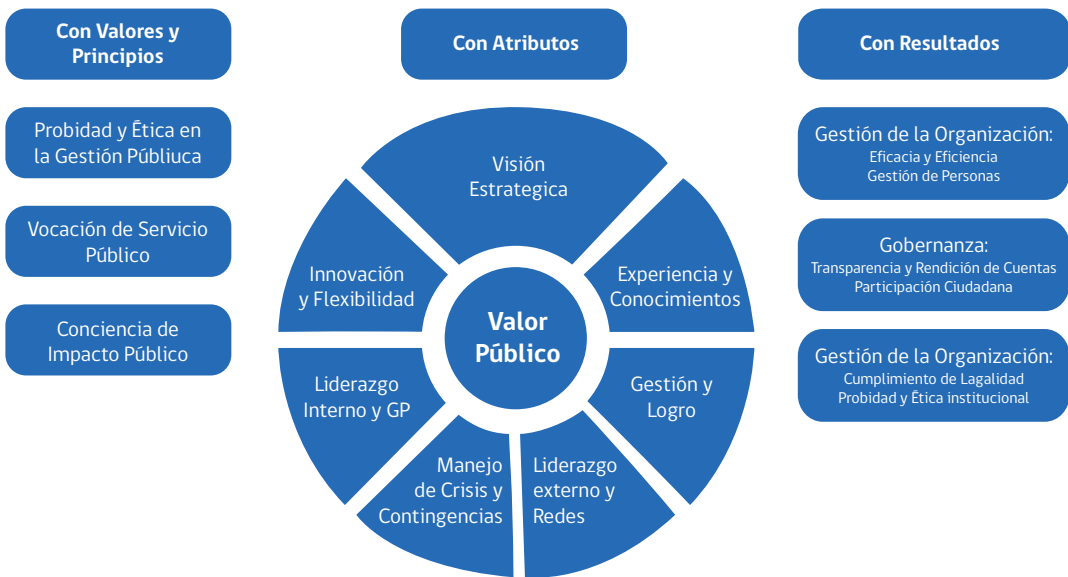 Con Valores y
Principios
Probidad y Ética en
la Gestión Públiuca
Vocación de Servicio
Público
Conciencia de
Impacto Público
Con Atributos
Visión
Estrategica
Experiencia y
Conocimientos
Gestión y
Logro
Liderazgo
externo y
Redes
Manejo
de Crisis y
Contingencias
Liderazgo
Interno y GP
Innovación
y Flexibilidad
Valor
Público
Con Resultados
Gestión de la Organización:
Eficacia y Eficiencia
Gestión de Personas
Gobernanza:
Transparencia y Rendición de Cuentas
Participación Ciudadana
Gestión de la Organización:
Cumplimiento de Lagalidad
Probidad y Ética institucional